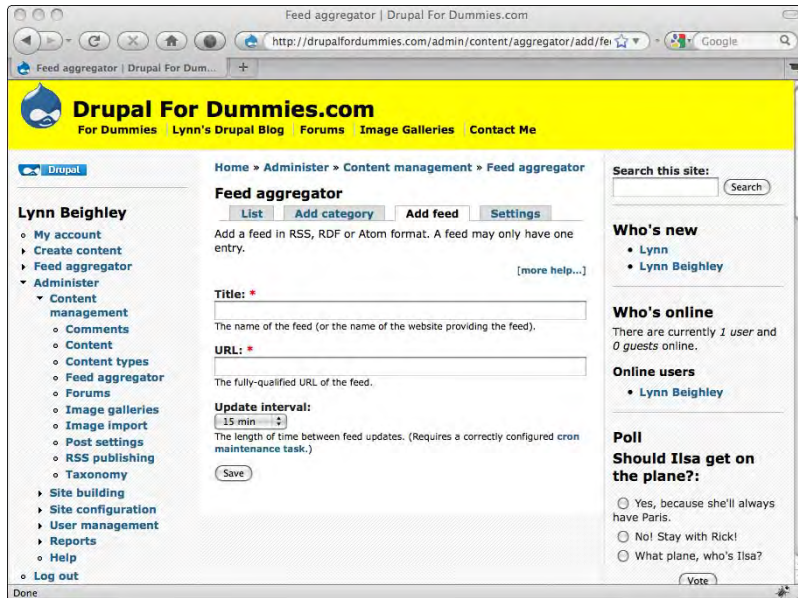 Feed aggregator | Drupal For Dummies.com
http://drupalfordummies.com/admin/content/aggregator/add/fe
Google
Feed aggregator | Drupal For Dum...
Drupal For Dummies.com
For Dummies Lynn's Drupal Blog Forums Image Galleries Contact Me
Drupal
Lynn Beighley
My account
Create content
Feed aggregator
Administer
Content
management
Comments
Content
Content types
Feed aggregator
Forums
Image galleries
Image import
Post settings
RSS publishing
Taxonomy
Site building
Site configuration
User management
Reports
Help
Log out
Home » Administer » Content management » Feed aggregator
Feed aggregator
List Add category Add feed Settings
Add a feed in RSS, RDF or Atom format. A feed may only have one
entry.
[more help...]
Title: *
The name of the feed (or the name of the website providing the feed).
URL: *
The fully-qualified URL of the feed.
Update interval:
15 min
The length of time between feed updates. (Requires a correctly configured cron
maintenance task.)
Save
Search this site:
Search
Who's new
• Lynn
• Lynn Beighley
Who's online
There are currently 1 user and
0 guests online.
Online users
• Lynn Beighley
Poll
Should Ilsa get on
the plane?:
Yes, because she'll always
have Paris.
No! Stay with Rick!
What plane, who's Ilsa?
Vote
Done